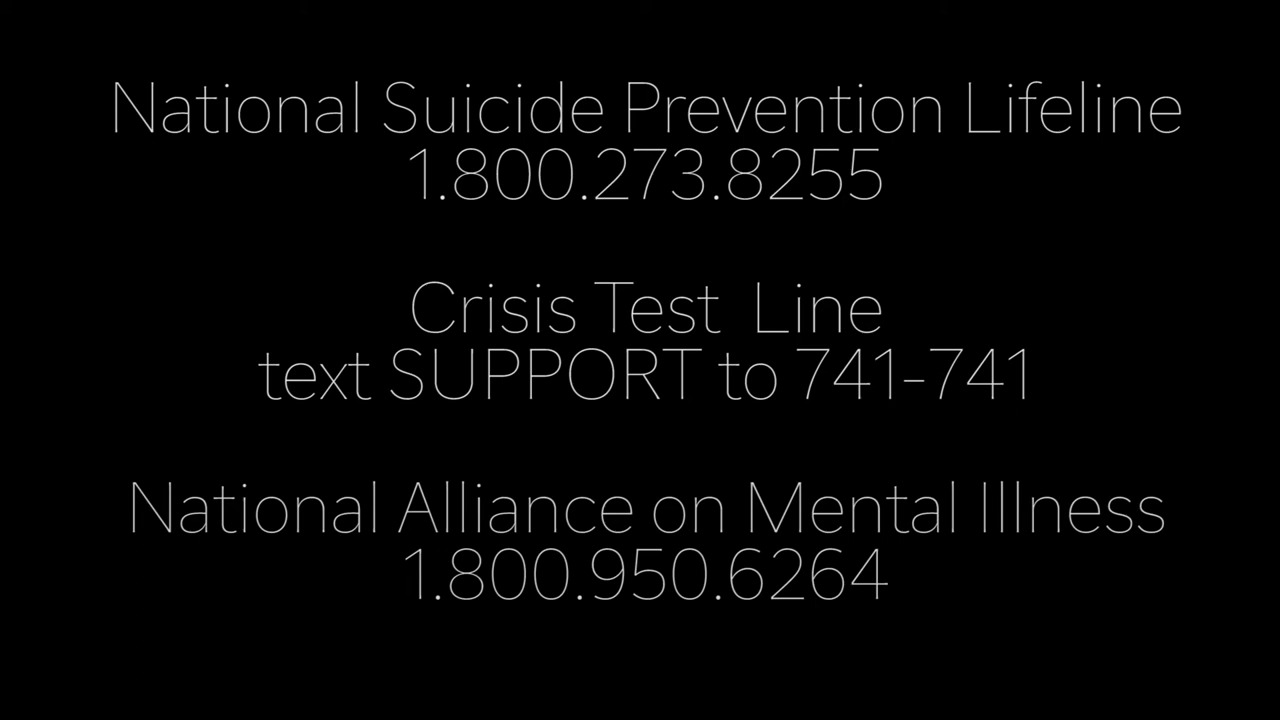 National Suicide Prevention Lifeline
1.800.273.8255
Crisis Test Line
text SUPPORT to 741-741
National Alliance on Mental Illness
1.800.950.6264